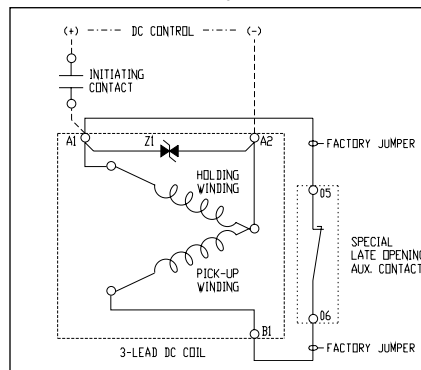 (+) DC CONTROL (-)
INITIATING
CONTACT
A1
Z1
A2
FACTORY JUMPER
HOLDING
WINDING
05
SPECIAL
LATE OPENING
AUX. CONTACT
PICK-UP
WINDING
06
B1
3-LEAD DC COIL
FACTORY JUMPER